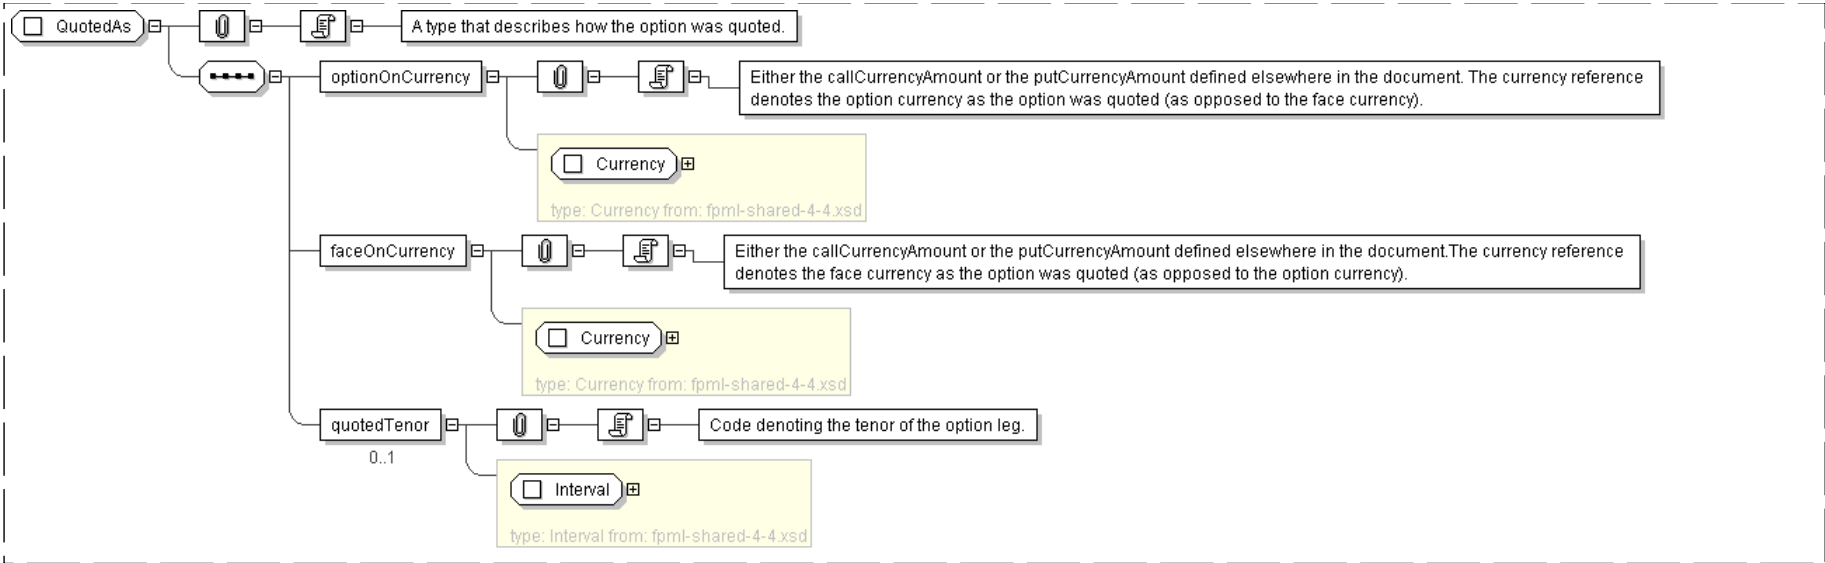 QuotedAs
A type that describes how the option was quoted.
optionOnCurrency
Either the callCurrencyAmount or the putCurrencyAmount defined elsewhere in the document. The currency reference
denotes the option currency as the option was quoted (as opposed to the face currency).
Currency
type: Currency from: fpml-shared-4-4.xsd
faceOnCurrency
Either the callCurrencyAmount or the putCurrencyAmount defined elsewhere in the document.The currency reference
denotes the face currency as the option was quoted (as opposed to the option currency).
Currency
type: Currency from: fpml-shared-4-4.xsd
quotedTenor
Code denoting the tenor of the option leg.
0..1
Interval
type: Interval from: fpml-shared-4-4.xsd